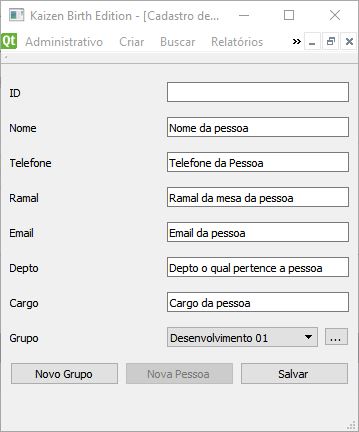 Kaizen Birth Edition - [Cadastro de...
Qt Administrativo Criar Buscar Relatórios »
ID
Nome Nome da pessoa
Telefone Telefone da Pessoa
Ramal Ramal da mesa da pessoa
Email Email da pessoa
Depto Depto o qual pertence a pessoa
Cargo Cargo da pessoa
Grupo Desenvolvimento 01 ...
Novo Grupo Nova Pessoa Salvar